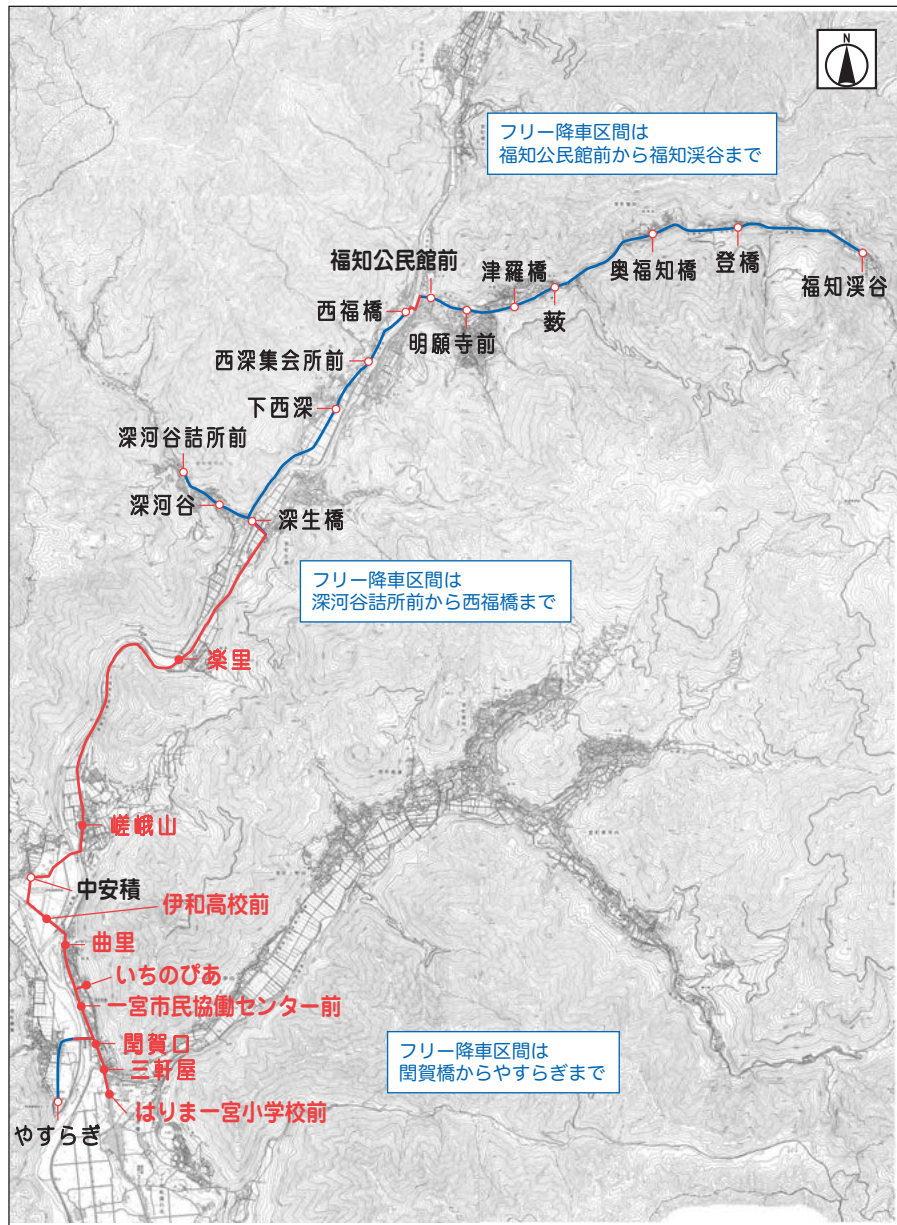 N
フリー降車区間は
福知公民館前から福知渓谷まで
福知公民館前
津羅橋
奥福知橋
登橋
福知渓谷
西福橋
藪
明願寺前
西深集会所前
下西深
深河谷詰所前
深河谷
深生橋
フリー降車区間は
深河谷詰所前から西福橋まで
楽里
嵯峨山
中安積
伊和高校前
曲里
いちのぴあ
一宮市民協働センター前
閏賀口
フリー降車区間は
閏賀橋からやすらぎまで
三軒屋
はりま一宮小学校前
やすらぎ